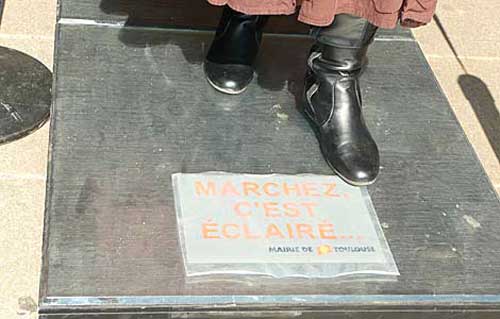 MARCHEZ,
C'EST
ÉCLAIRÉ...
MAIRIE DE TOULOUSE